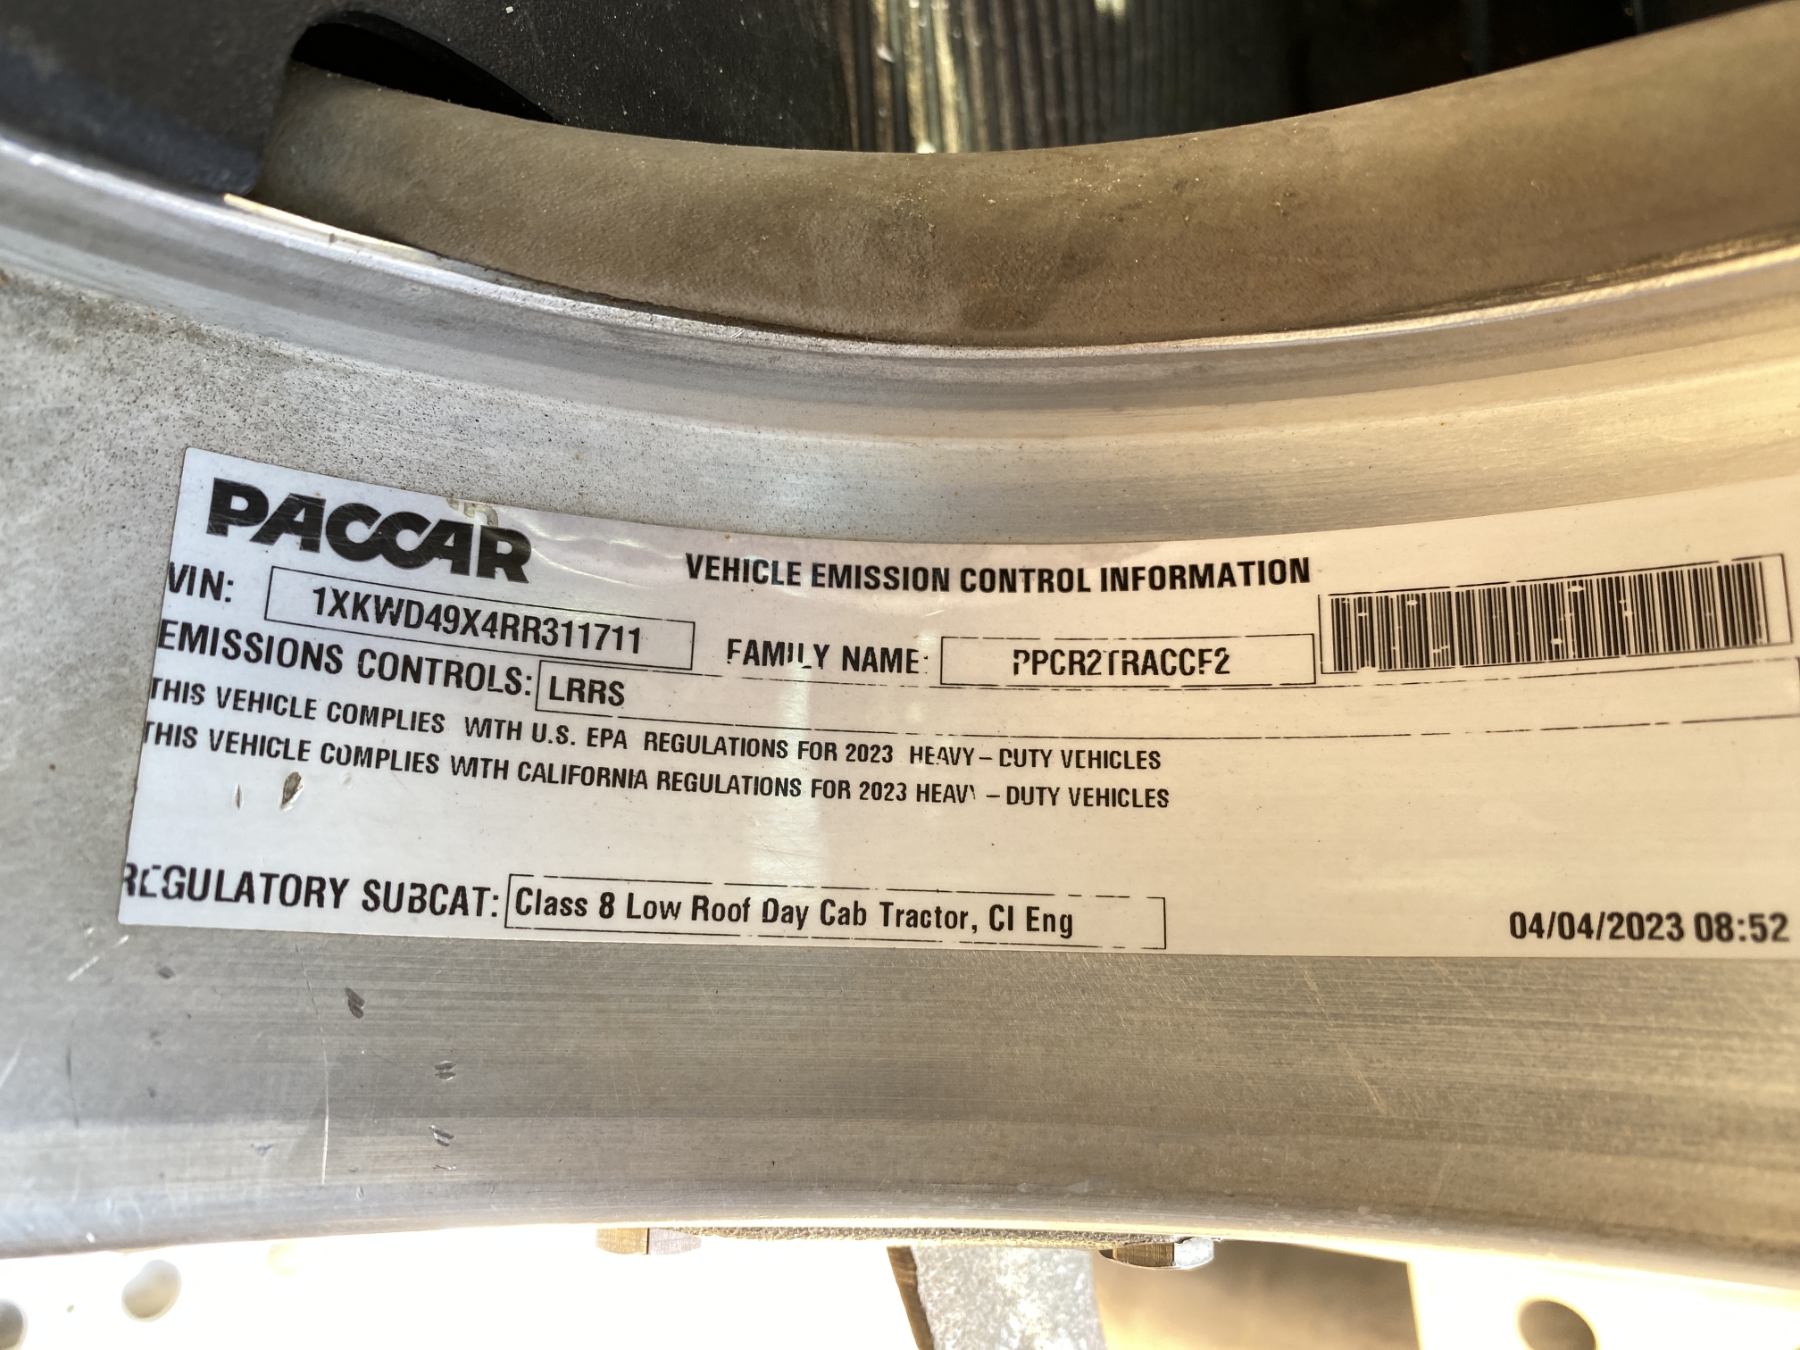 PACCAR
VEHICLE EMISSION CONTROL INFORMATION
VIN: 1XKWD49X4RR311711
FAMILY NAME: PPCR2TRACCF2
EMISSIONS CONTROLS: LRRS
THIS VEHICLE COMPLIES WITH U.S. EPA REGULATIONS FOR 2023 HEAVY-DUTY VEHICLES
THIS VEHICLE COMPLIES WITH CALIFORNIA REGULATIONS FOR 2023 HEAVY-DUTY VEHICLES
REGULATORY SUBCAT: Class 8 Low Roof Day Cab Tractor, CI Eng
04/04/2023 08:52